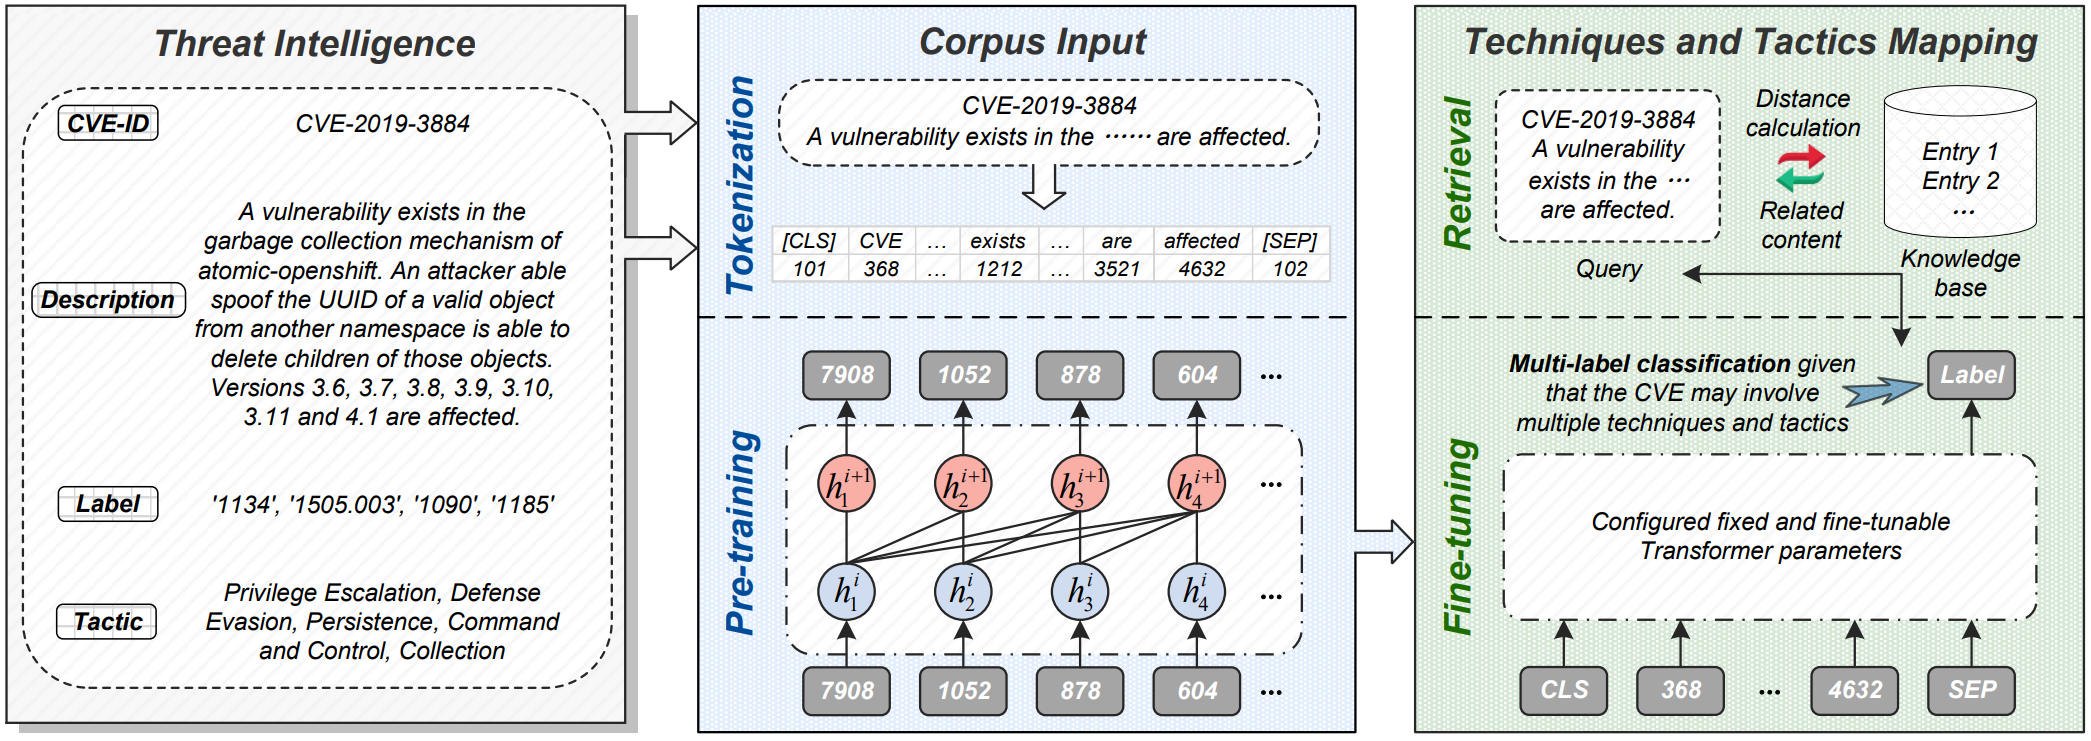 Threat Intelligence
CVE-ID
CVE-2019-3884
Description
A vulnerability exists in the
garbage collection mechanism of
atomic-openshift. An attacker able
spoof the UUID of a valid object
from another namespace is able to
delete children of those objects.
Versions 3.6, 3.7, 3.8, 3.9, 3.10,
3.11 and 4.1 are affected.
Label
'1134', '1505.003', '1090', '1185'
Tactic
Privilege Escalation, Defense
Evasion, Persistence, Command
and Control, Collection
Corpus Input
Tokenization
CVE-2019-3884
A vulnerability exists in the ⋯⋯ are affected.
[CLS] CVE ... exists ... are affected [SEP]
101 368 ... 1212 ... 3521 4632 102
Pre-training
7908 1052 878 604 ...
h_1^{i+1} h_2^{i+1} h_3^{i+1} h_4^{i+1} ...
h_1^i h_2^i h_3^i h_4^i ...
7908 1052 878 604 ...
Techniques and Tactics Mapping
Retrieval
CVE-2019-3884
A vulnerability
exists in the ⋯
are affected.
Query
Distance
calculation
Related
content
Entry 1
Entry 2
...
Knowledge
base
Fine-tuning
Multi-label classification given
that the CVE may involve
multiple techniques and tactics
Label
Configured fixed and fine-tunable
Transformer parameters
CLS 368 ... 4632 SEP